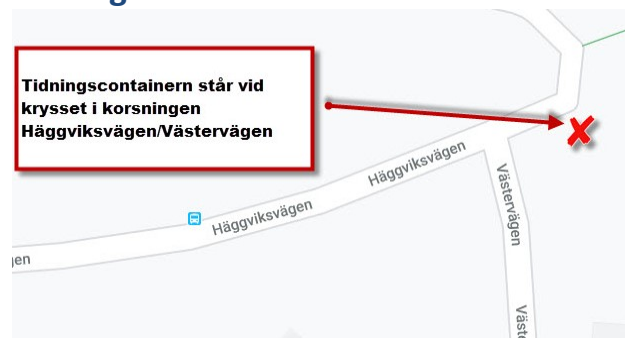 Tidningscontainern står vid
krysset i korsningen
Häggviksvägen/Västervägen
Häggviksvägen
Häggviksvägen
Västervägen